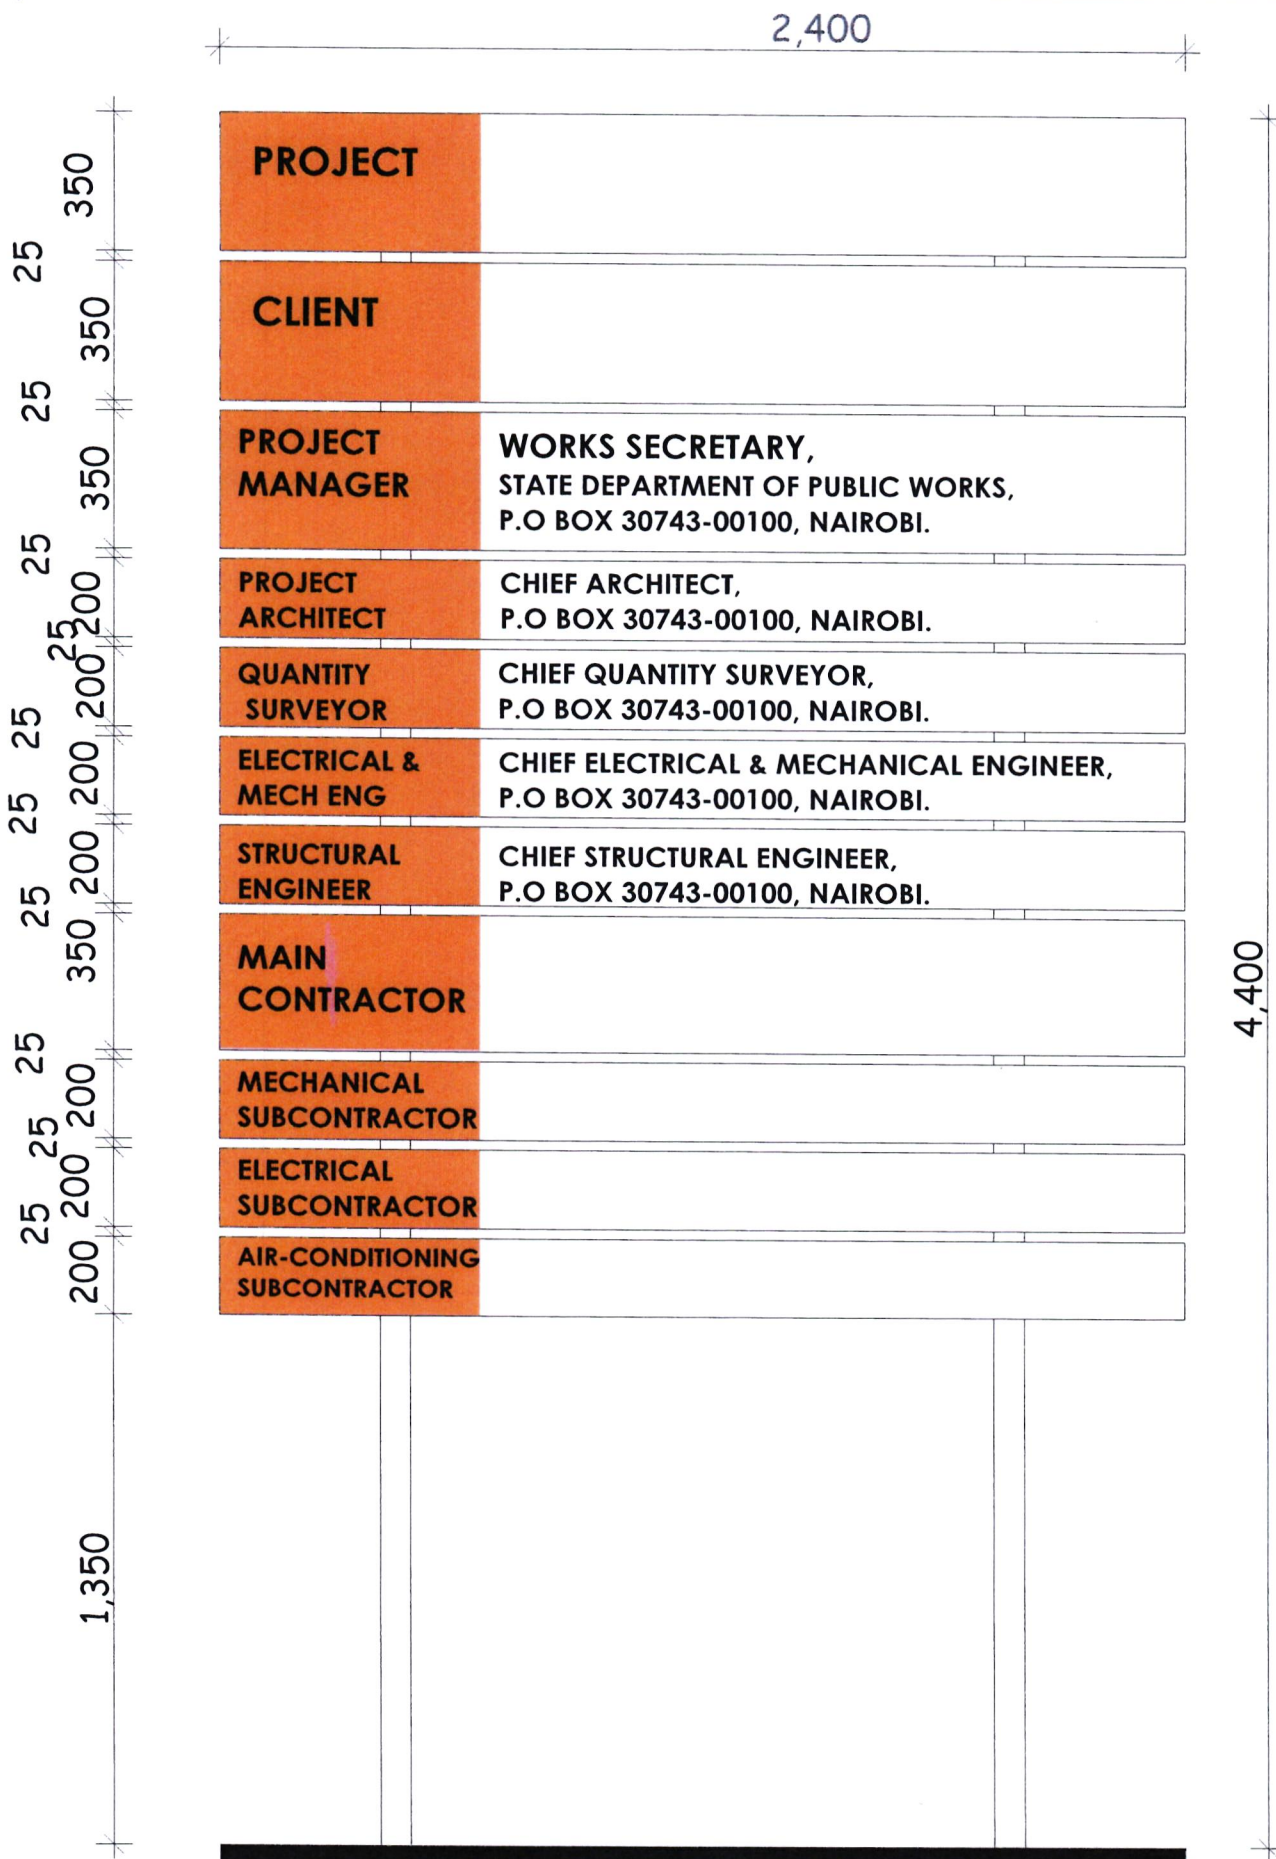 2,400
350
PROJECT
25
350
CLIENT
25
350
PROJECT
MANAGER
WORKS SECRETARY,
STATE DEPARTMENT OF PUBLIC WORKS,
P.O BOX 30743-00100, NAIROBI.
25
200
PROJECT
ARCHITECT
CHIEF ARCHITECT,
P.O BOX 30743-00100, NAIROBI.
25
200
QUANTITY
SURVEYOR
CHIEF QUANTITY SURVEYOR,
P.O BOX 30743-00100, NAIROBI.
25
200
ELECTRICAL &
MECH ENG
CHIEF ELECTRICAL & MECHANICAL ENGINEER,
P.O BOX 30743-00100, NAIROBI.
25
200
STRUCTURAL
ENGINEER
CHIEF STRUCTURAL ENGINEER,
P.O BOX 30743-00100, NAIROBI.
25
350
MAIN
CONTRACTOR
4,400
25
200
MECHANICAL
SUBCONTRACTOR
25
200
ELECTRICAL
SUBCONTRACTOR
25
200
AIR-CONDITIONING
SUBCONTRACTOR
1,350